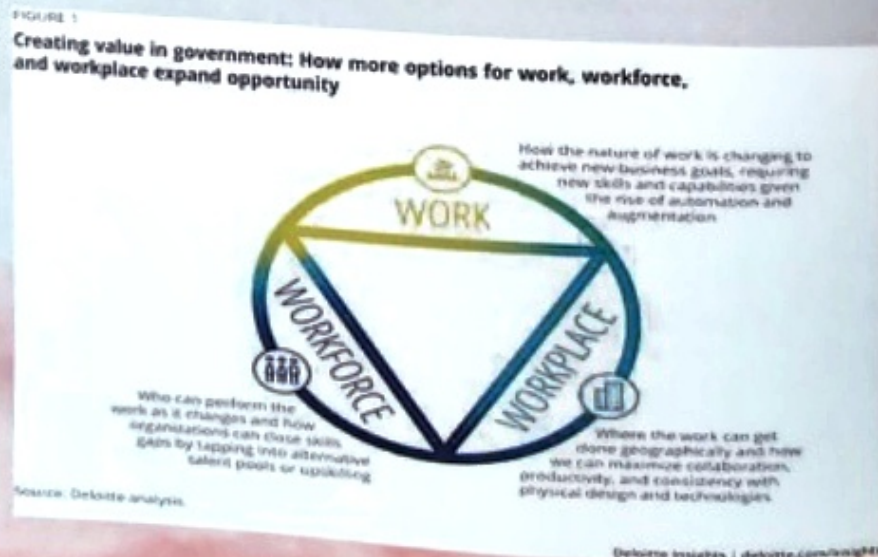 FIGURE 1
Creating value in government: How more options for work, workforce,
and workplace expand opportunity
How the nature of work is changing to
achieve new business goals, requiring
new skills and capabilities given
the rise of automation and
augmentation
WORK
WORKFORCE
WORKPLACE
Who can perform the
work as it changes and how
organizations can close skills
gaps by tapping into alternative
talent pools or upskilling
Where the work can get
done geographically and how
we can maximize collaboration,
productivity, and consistency with
physical design and technologies
Source: Deloitte analysis.
Deloitte Insights | deloitte.com/insights